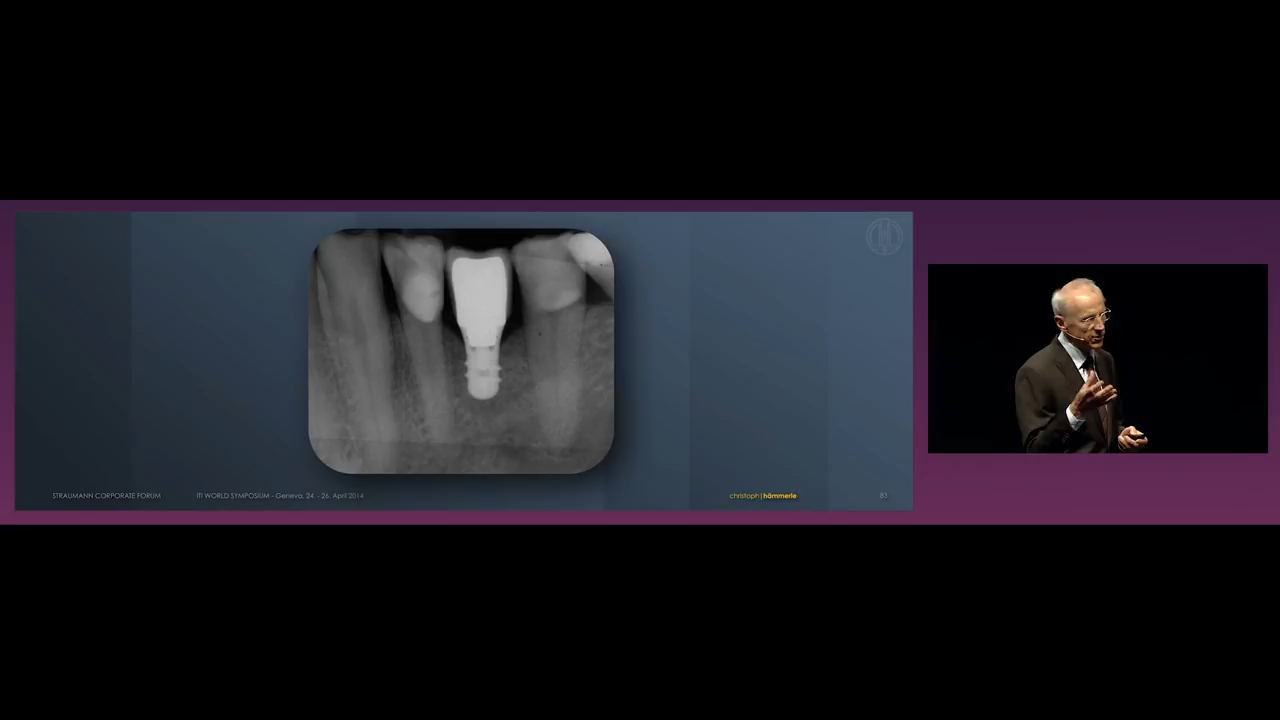 STRAUMANN CORPORATE FORUM
ITI WORLD SYMPOSIUM - Geneva, 24. - 26. April 2014
christoph|hämmerle
83